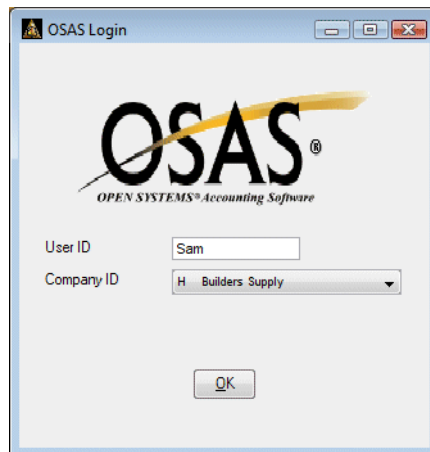 OSAS Login
OSAS®
OPEN SYSTEMS® Accounting Software
User ID Sam
Company ID H Builders Supply
OK